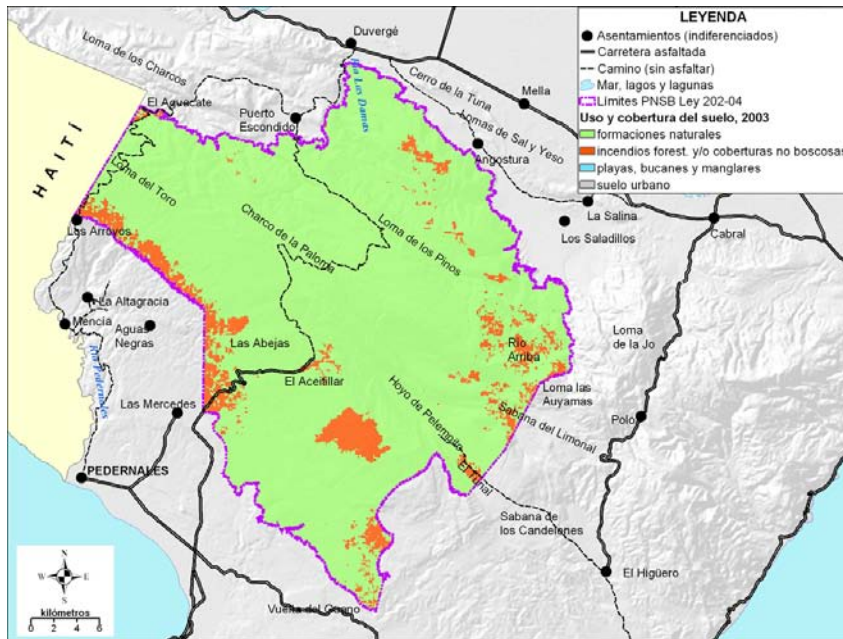 LEYENDA
Asentamientos (indiferenciados)
Carretera asfaltada
Camino (sin asfaltar)
Mar, lagos y lagunas
Límites PNSB Ley 202-04
Uso y cobertura del suelo, 2003
formaciones naturales
incendios forest. y/o coberturas no boscosas
playas, bucanes y manglares
suelo urbano
Duvergé
Loma de los Charcos
Río Las Damas
Cerro de la Tuna
Mella
El Aguacate
Puerto
Escondido
Lomas de Sal y Yeso
Angostura
HAITÍ
Loma del Toro
La Salina
Charco de la Paloma
Loma de los Pinos
Los Saladillos
Cabral
Los Arroyos
La Altagracia
Mencía
Aguas
Negras
Las Abejas
Río
Arriba
Loma
de la Jo
Río Pedernales
El Aceitillar
Hoyo de Pelempito
Loma las
Auyamas
Las Mercedes
Sabana del Limonal
Polo
PEDERNALES
El Tunal
Sabana de
los Candelones
El Higüero
Vuelta del Guano
N
W E
S
kilómetros
0 2 4 6